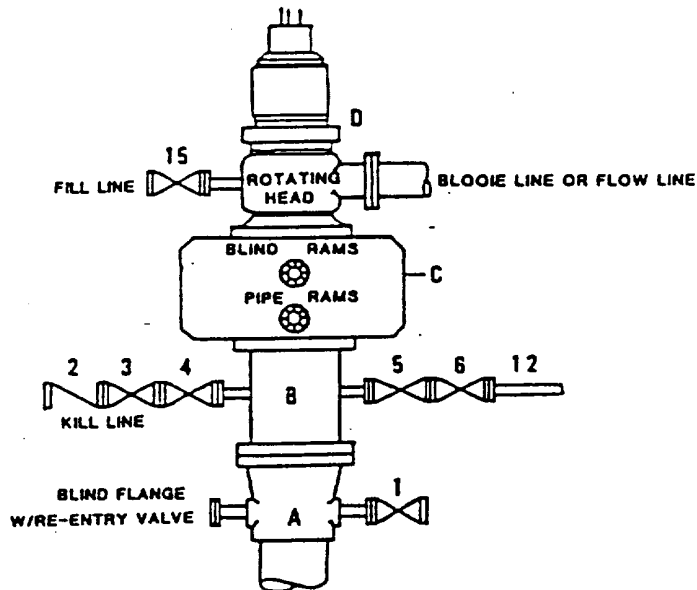 D
15
FILL LINE
ROTATING HEAD
BLOOIE LINE OR FLOW LINE
BLIND RAMS
C
PIPE RAMS
2 3 4
5 6 12
B
KILL LINE
BLIND FLANGE
W/RE-ENTRY VALVE
A
1